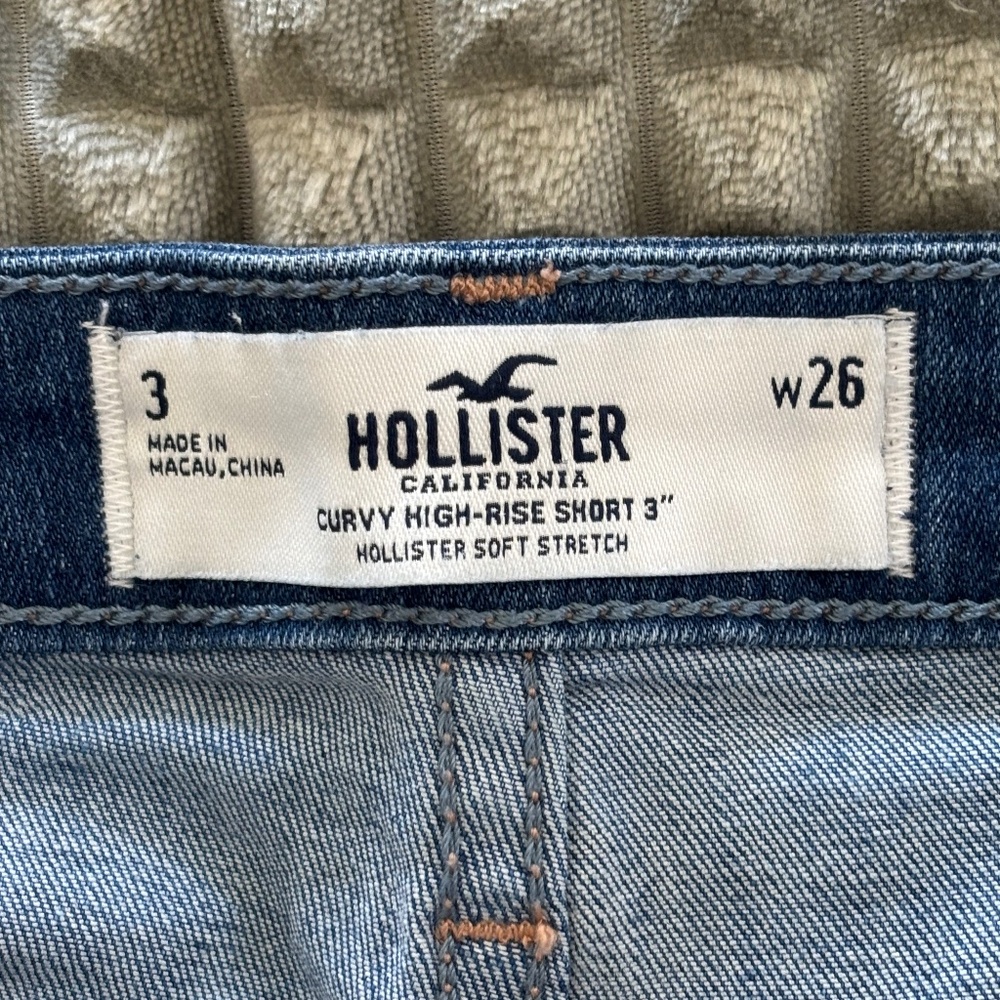 3
W26
MADE IN
MACAU,CHINA
HOLLISTER
CALIFORNIA
CURVY HIGH-RISE SHORT 3"
HOLLISTER SOFT STRETCH